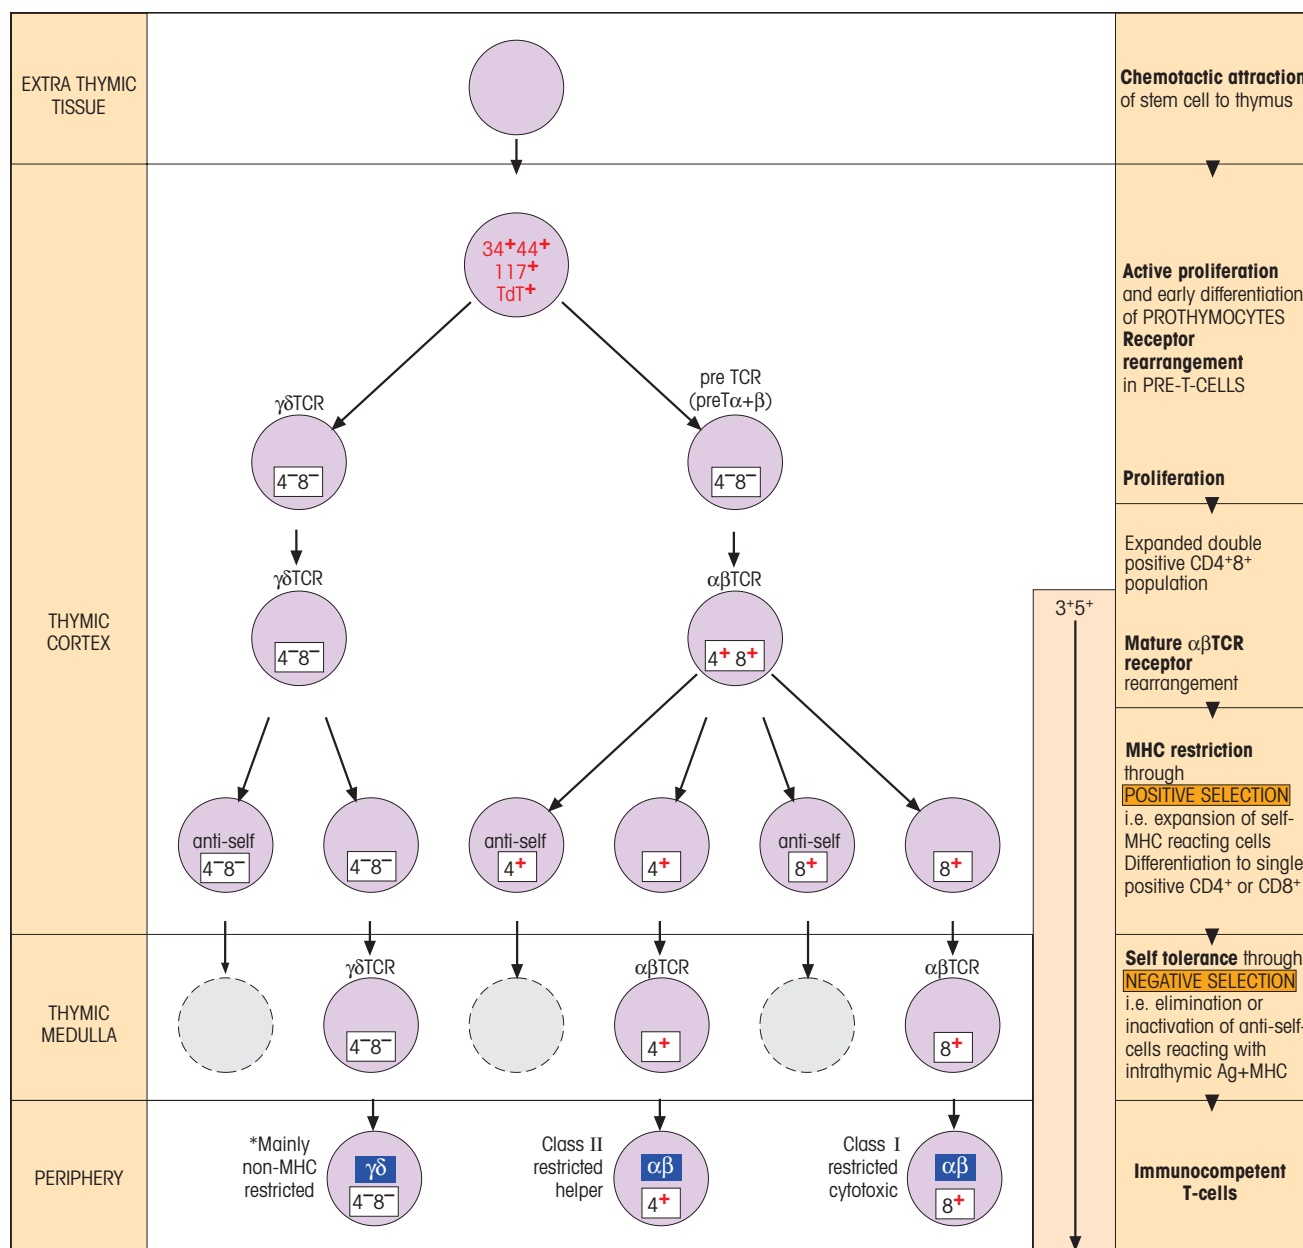 EXTRA THYMIC
TISSUE
Chemotactic attraction
of stem cell to thymus
34⁺44⁺
117⁺
TdT⁺
Active proliferation
and early differentiation
of PROTHYMOCYTES
Receptor
rearrangement
in PRE-T-CELLS
γδTCR
pre TCR
(preTα+β)
4⁻8⁻
4⁻8⁻
Proliferation
γδTCR
αβTCR
Expanded double
positive CD4⁺8⁺
population
THYMIC
CORTEX
3⁺5⁺
4⁻8⁻
4⁺ 8⁺
Mature αβTCR
receptor
rearrangement
MHC restriction
through
POSITIVE SELECTION
i.e. expansion of self-
MHC reacting cells
Differentiation to single
positive CD4⁺ or CD8⁺
anti-self
4⁻8⁻
4⁻8⁻
anti-self
4⁺
4⁺
anti-self
8⁺
8⁺
THYMIC
MEDULLA
γδTCR
4⁻8⁻
αβTCR
4⁺
αβTCR
8⁺
Self tolerance through
NEGATIVE SELECTION
i.e. elimination or
inactivation of anti-self-
cells reacting with
intrathymic Ag+MHC
PERIPHERY
*Mainly
non-MHC
restricted
γδ
4⁻8⁻
Class II
restricted
helper
αβ
4⁺
Class I
restricted
cytotoxic
αβ
8⁺
Immunocompetent
T-cells